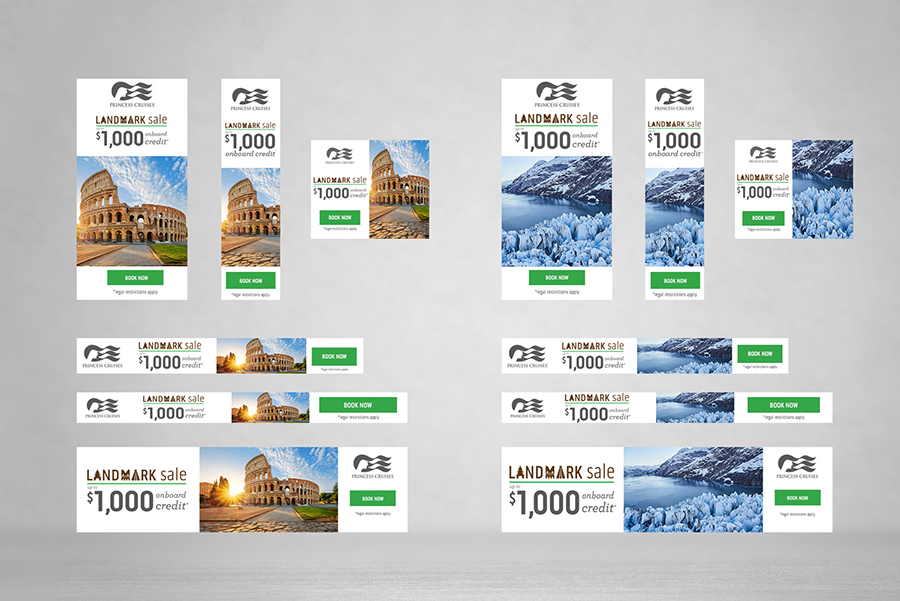 PRINCESS CRUISES
LANDMARK sale
$1,000 onboard
credit*
BOOK NOW
*legal restrictions apply
PRINCESS CRUISES
LANDMARK sale
$1,000
onboard credit*
BOOK NOW
*legal restrictions apply
PRINCESS CRUISES
LANDMARK sale
$1,000 onboard
credit*
BOOK NOW
*legal restrictions apply
PRINCESS CRUISES
LANDMARK sale
up to
$1,000 onboard
credit*
BOOK NOW
*legal restrictions apply
PRINCESS CRUISES
LANDMARK sale
$1,000
onboard credit*
BOOK NOW
*legal restrictions apply
PRINCESS CRUISES
LANDMARK sale
$1,000 onboard
credit*
BOOK NOW
*legal restrictions apply
PRINCESS CRUISES
LANDMARK sale
$1,000 onboard
credit*
BOOK NOW
*legal restrictions apply
PRINCESS CRUISES
LANDMARK sale
$1,000 onboard
credit*
BOOK NOW
*legal restrictions apply
PRINCESS CRUISES
LANDMARK sale
$1,000 onboard
credit*
BOOK NOW
*legal restrictions apply
PRINCESS CRUISES
LANDMARK sale
$1,000 onboard
credit*
BOOK NOW
*legal restrictions apply
LANDMARK sale
up to
$1,000 onboard
credit*
PRINCESS CRUISES
BOOK NOW
*legal restrictions apply
LANDMARK sale
up to
$1,000 onboard
credit*
PRINCESS CRUISES
BOOK NOW
*legal restrictions apply